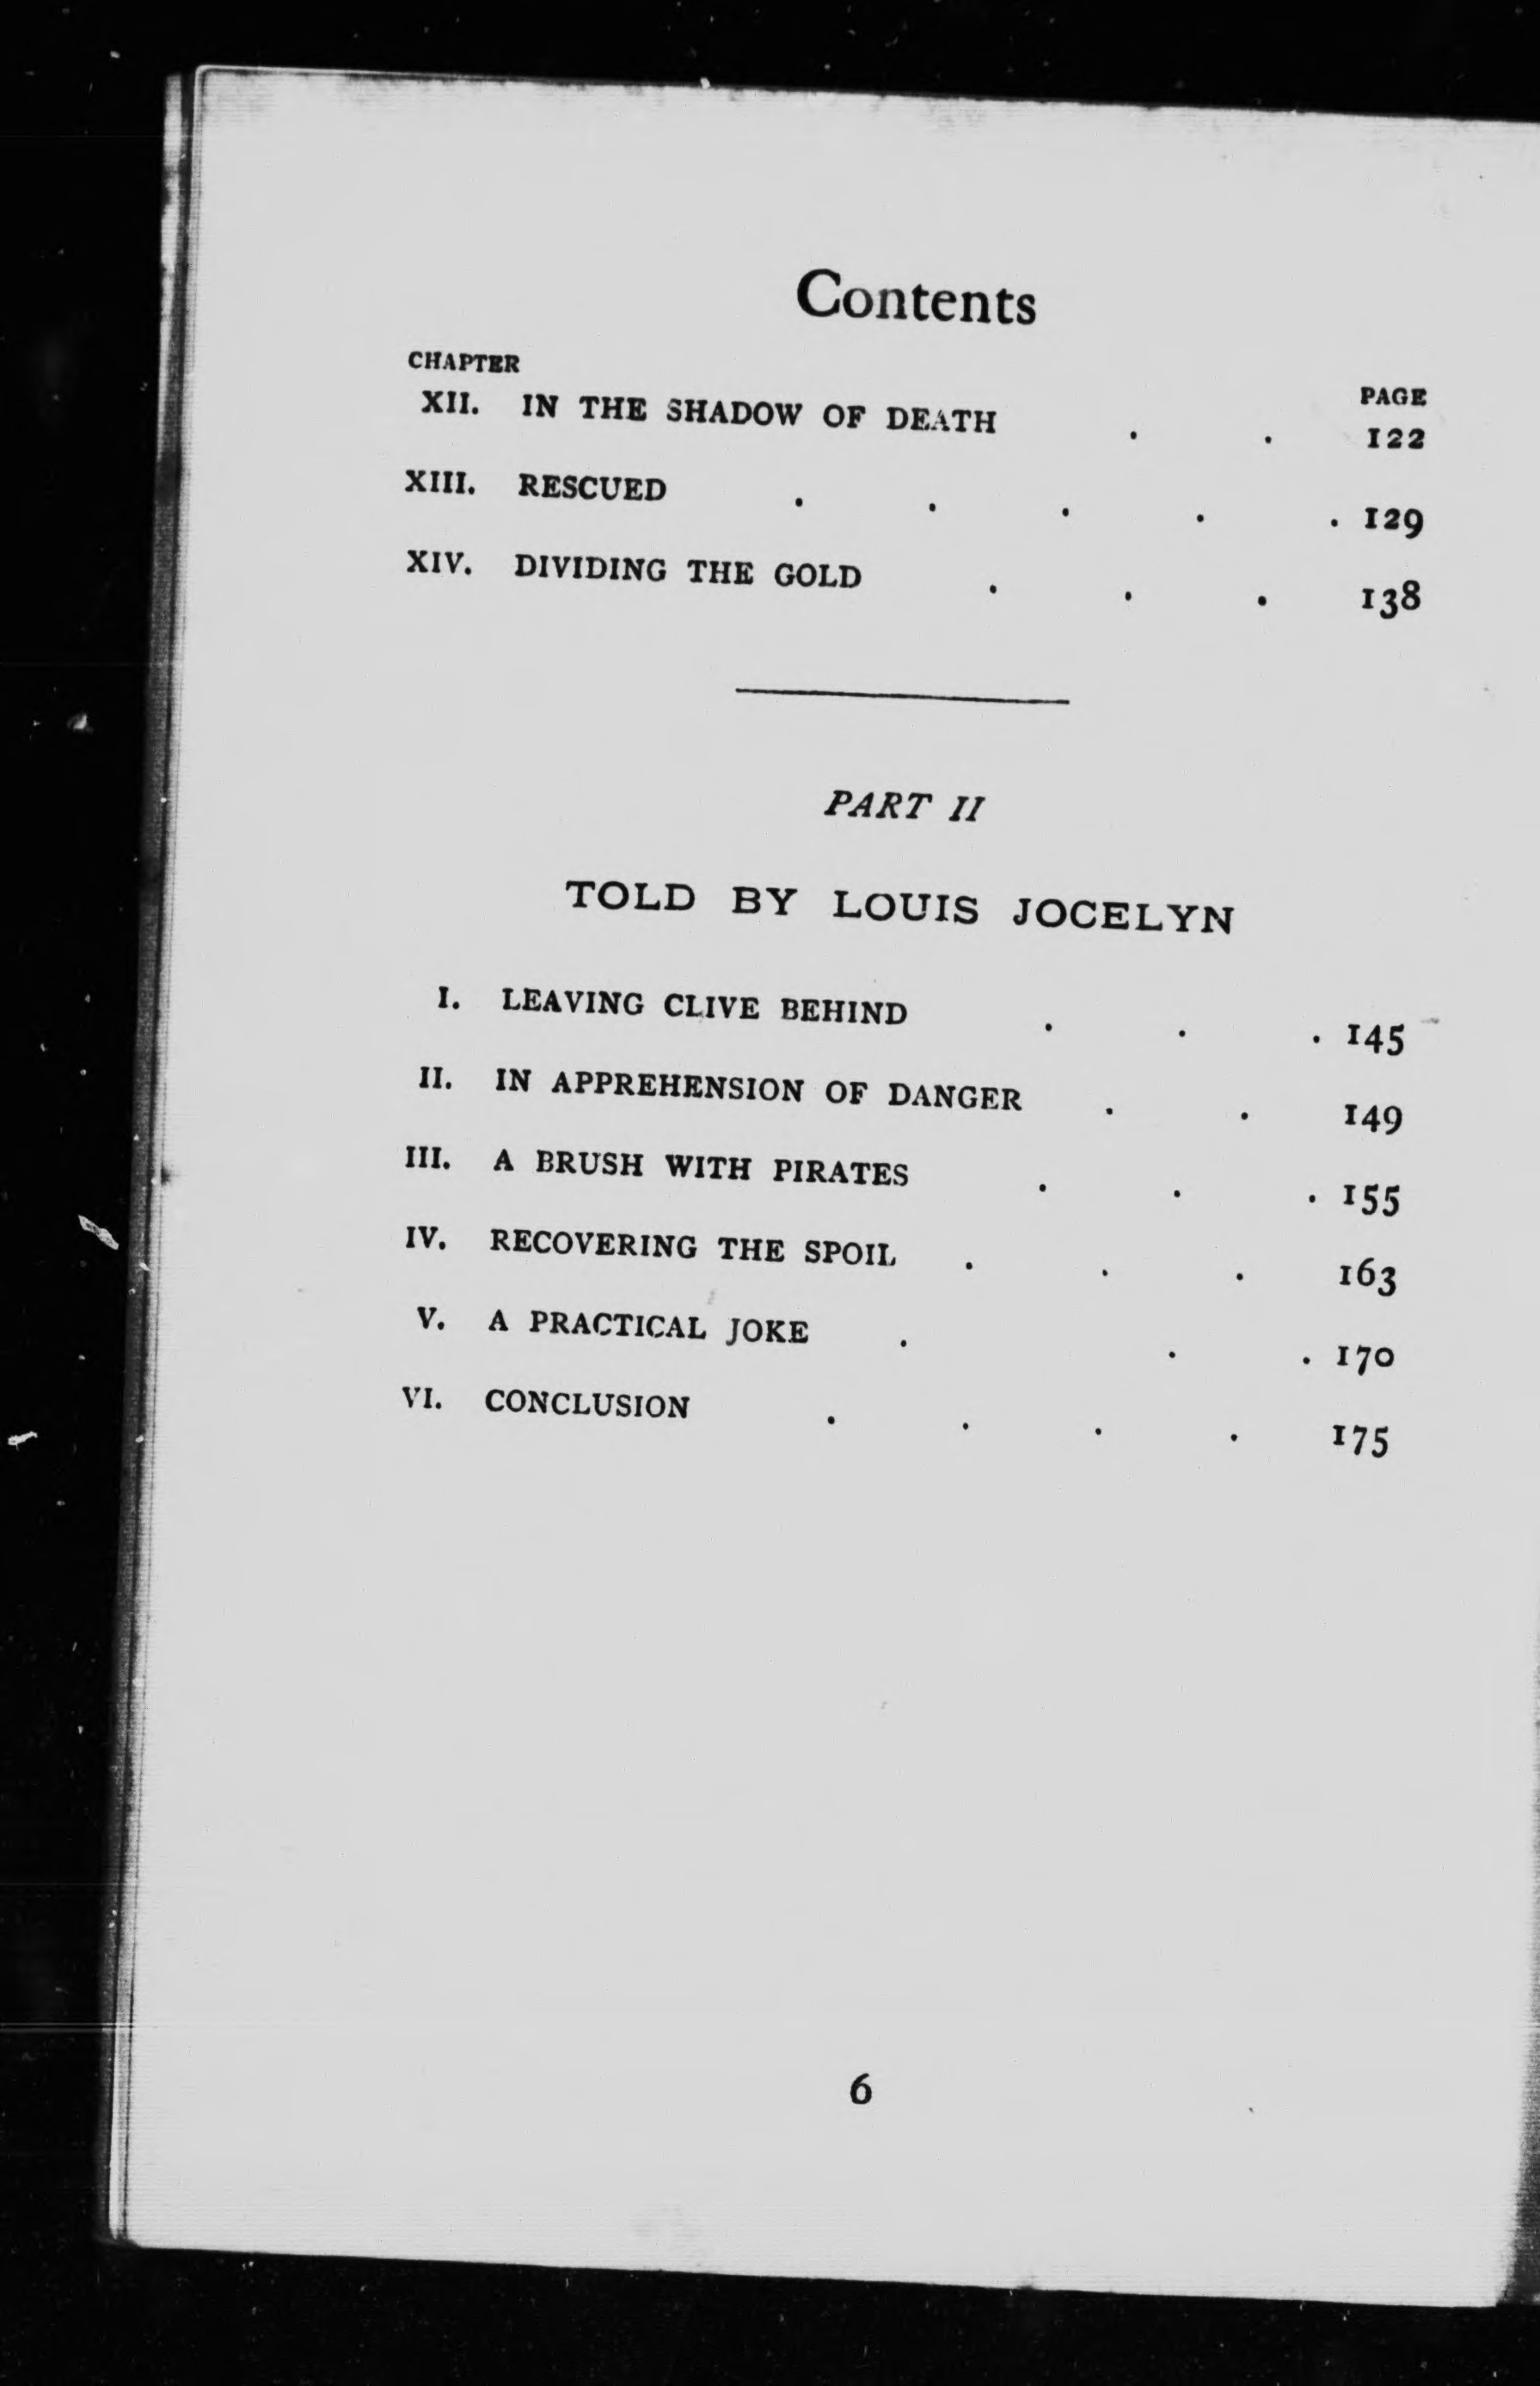 Contents
CHAPTER PAGE
XII. IN THE SHADOW OF DEATH . . 122
XIII. RESCUED . . . . . 129
XIV. DIVIDING THE GOLD . . . 138
PART II
TOLD BY LOUIS JOCELYN
I. LEAVING CLIVE BEHIND . . . 145
II. IN APPREHENSION OF DANGER . . 149
III. A BRUSH WITH PIRATES . . . 155
IV. RECOVERING THE SPOIL . . . 163
V. A PRACTICAL JOKE . . . 170
VI. CONCLUSION . . . . 175
6